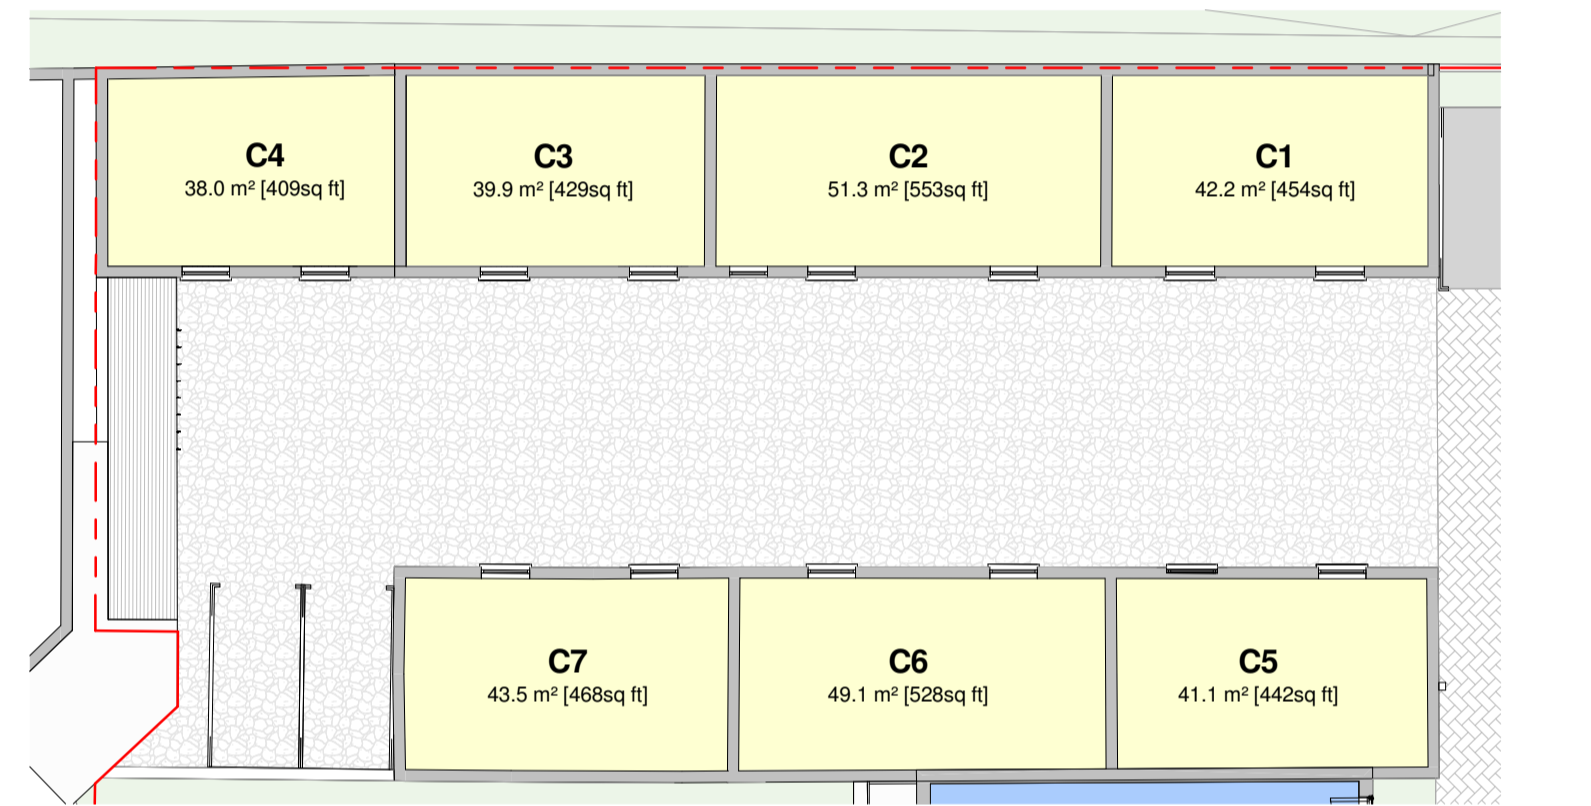 C4
38.0 m² [409sq ft]
C3
39.9 m² [429sq ft]
C2
51.3 m² [553sq ft]
C1
42.2 m² [454sq ft]
C7
43.5 m² [468sq ft]
C6
49.1 m² [528sq ft]
C5
41.1 m² [442sq ft]